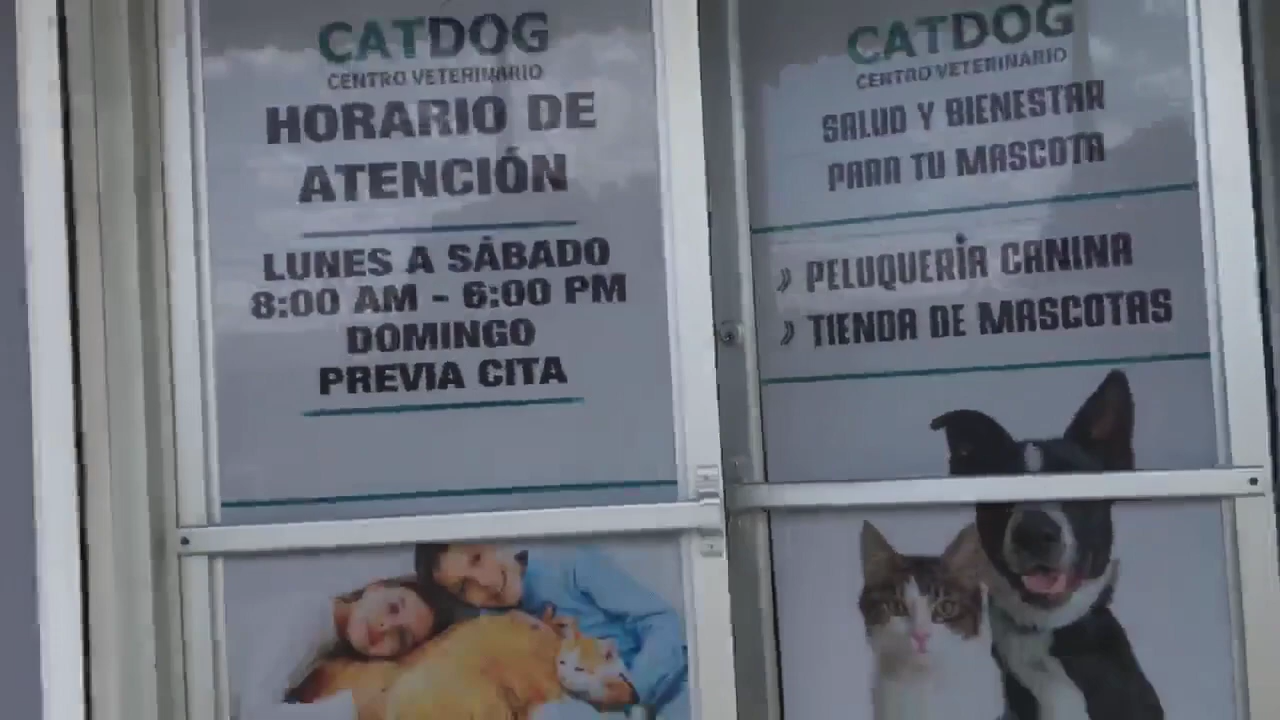 CATDOG
CENTRO VETERINARIO
HORARIO DE
ATENCIÓN
LUNES A SÁBADO
8:00 AM - 6:00 PM
DOMINGO
PREVIA CITA
CATDOG
CENTRO VETERINARIO
SALUD Y BIENESTAR
PARA TU MASCOTA
» PELUQUERÍA CANINA
» TIENDA DE MASCOTAS